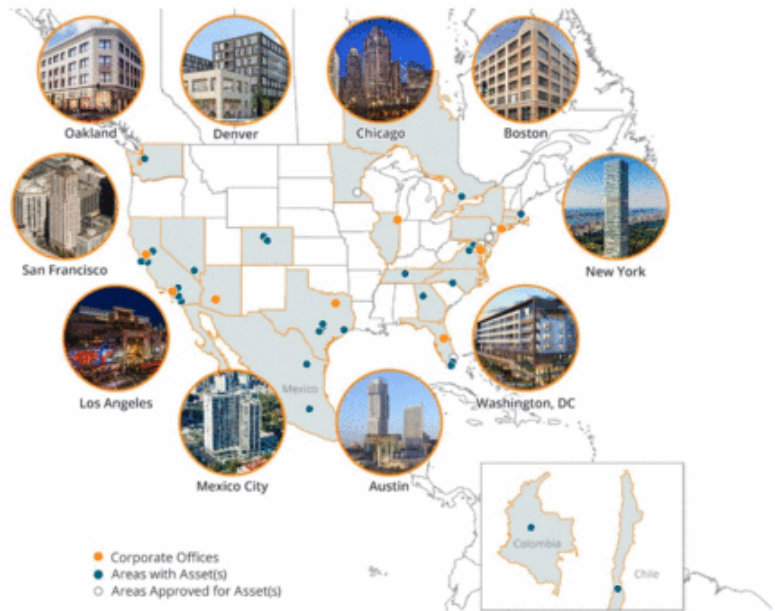 Oakland
Denver
Chicago
Boston
San Francisco
New York
Los Angeles
Mexico
Washington, DC
Mexico City
Austin
Corporate Offices
Areas with Asset(s)
Areas Approved for Asset(s)
Colombia
Chile